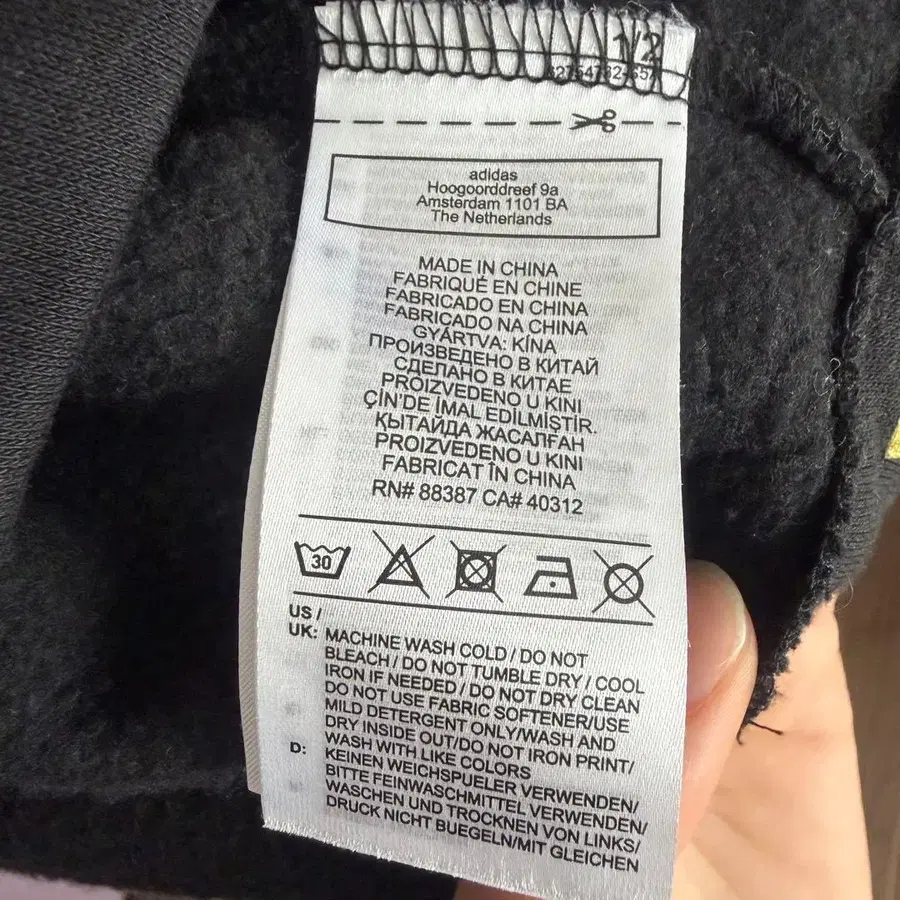 1/2
adidas
Hoogoorddreef 9a
Amsterdam 1101 BA
The Netherlands
MADE IN CHINA
FABRIQUÉ EN CHINE
FABRICADO EN CHINA
FABRICADO NA CHINA
GYÁRTVA: KÍNA
ПРОИЗВЕДЕНО В КИТАЙ
СДЕЛАНО В КИТАЕ
PROIZVEDENO U KINI
ÇİN'DE İMAL EDİLMİŞTİR.
ҚЫТАЙДА ЖАСАЛҒАН
PROIZVEDENO U KINI
FABRICAT ÎN CHINA
RN# 88387 CA# 40312
30
US /
UK: MACHINE WASH COLD / DO NOT
BLEACH / DO NOT TUMBLE DRY / COOL
IRON IF NEEDED / DO NOT DRY CLEAN
DO NOT USE FABRIC SOFTENER/USE
MILD DETERGENT ONLY/WASH AND
DRY INSIDE OUT/DO NOT IRON PRINT/
WASH WITH LIKE COLORS
D: KEINEN WEICHSPUELER VERWENDEN/
BITTE FEINWASCHMITTEL VERWENDEN/
WASCHEN UND TROCKNEN VON LINKS/
DRUCK NICHT BUEGELN/MIT GLEICHEN